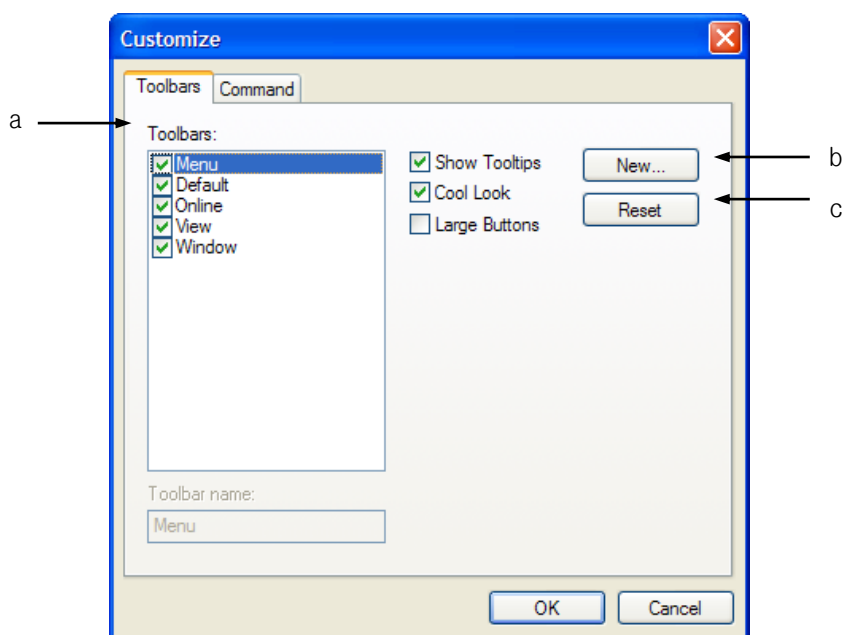 Customize
Toolbars Command
a
Toolbars:
Menu
Default
Online
View
Window
Show Tooltips
Cool Look
Large Buttons
New...
Reset
b
c
Toolbar name:
Menu
OK Cancel